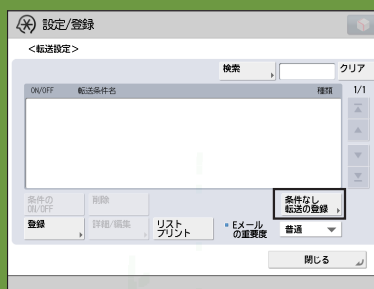 設定/登録
<転送設定>
検索 クリア
ON/OFF 転送条件名 種類 1/1
条件の
ON/OFF
削除
条件なし
転送の登録
登録
詳細/編集
リスト
プリント
Eメール
の重要度
普通
閉じる